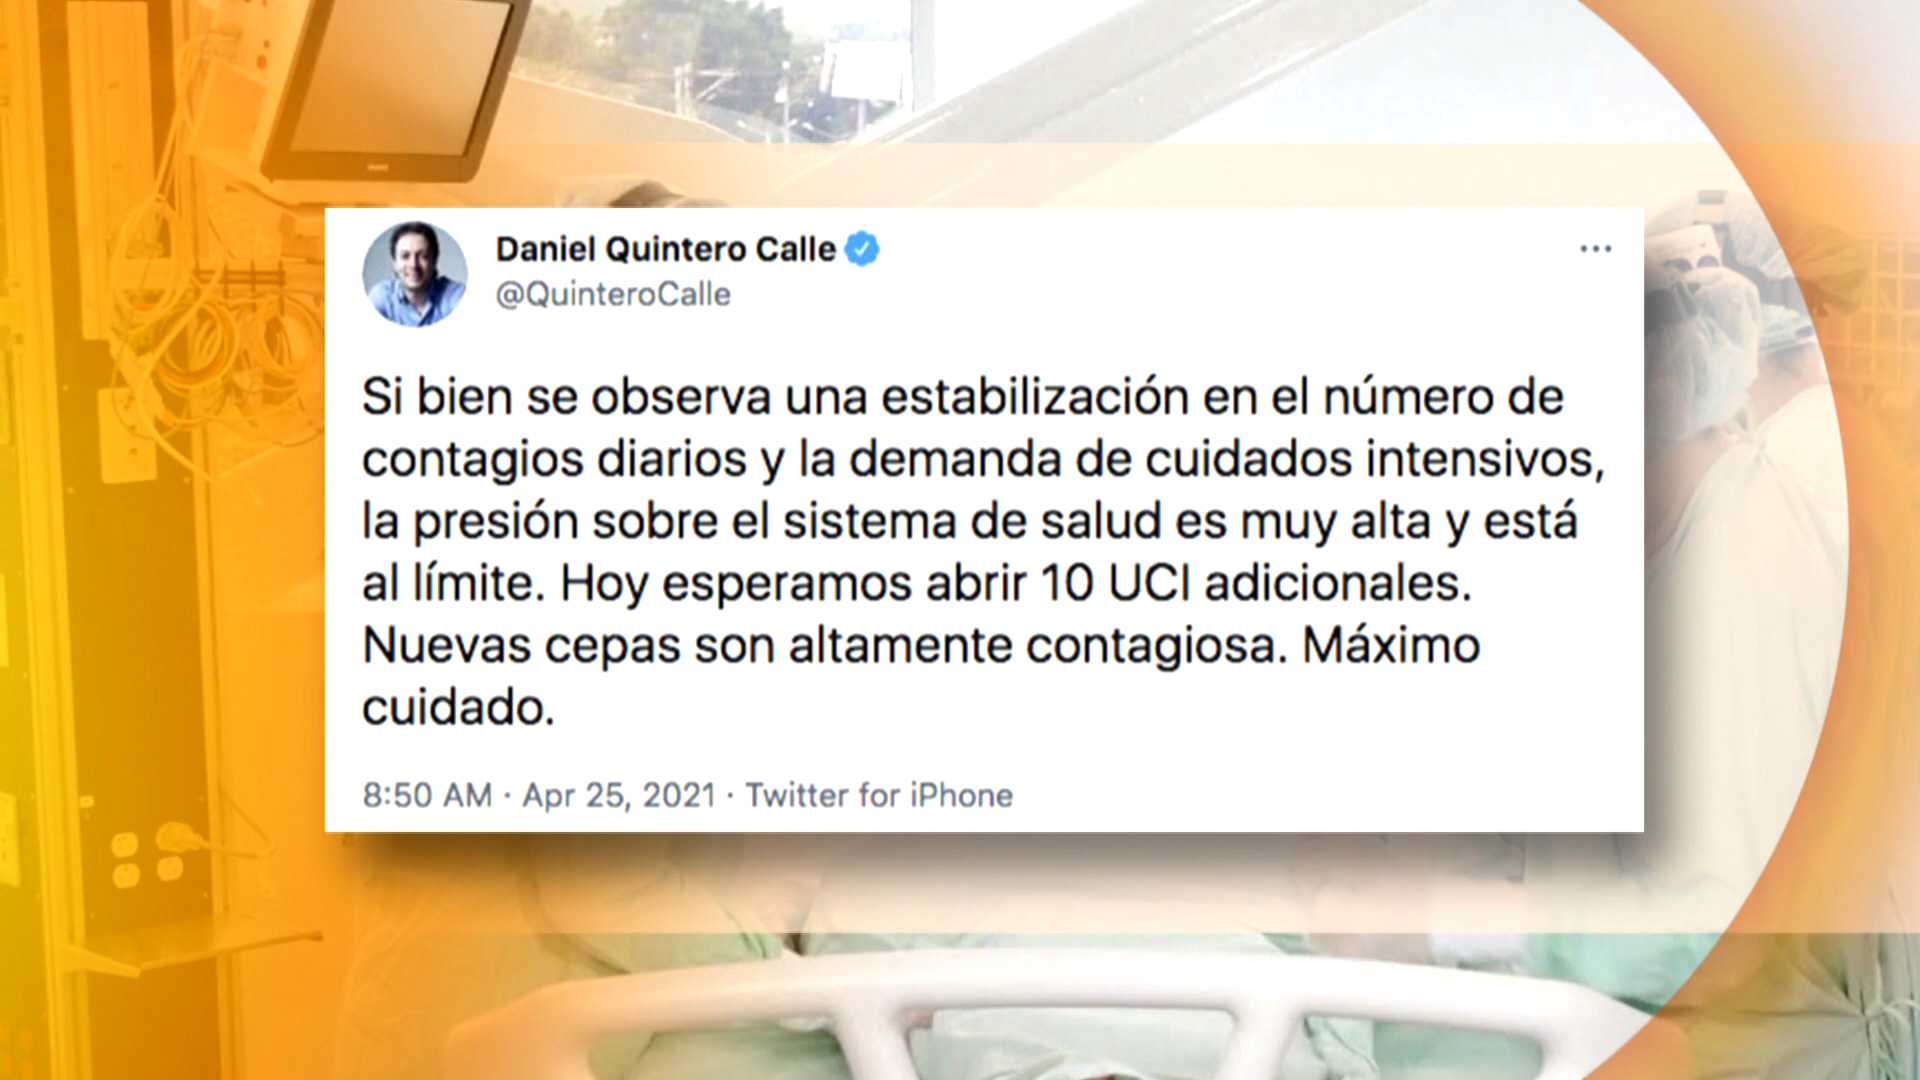 Daniel Quintero Calle
@QuinteroCalle
Si bien se observa una estabilización en el número de
contagios diarios y la demanda de cuidados intensivos,
la presión sobre el sistema de salud es muy alta y está
al límite. Hoy esperamos abrir 10 UCI adicionales.
Nuevas cepas son altamente contagiosa. Máximo
cuidado.
8:50 AM · Apr 25, 2021 · Twitter for iPhone